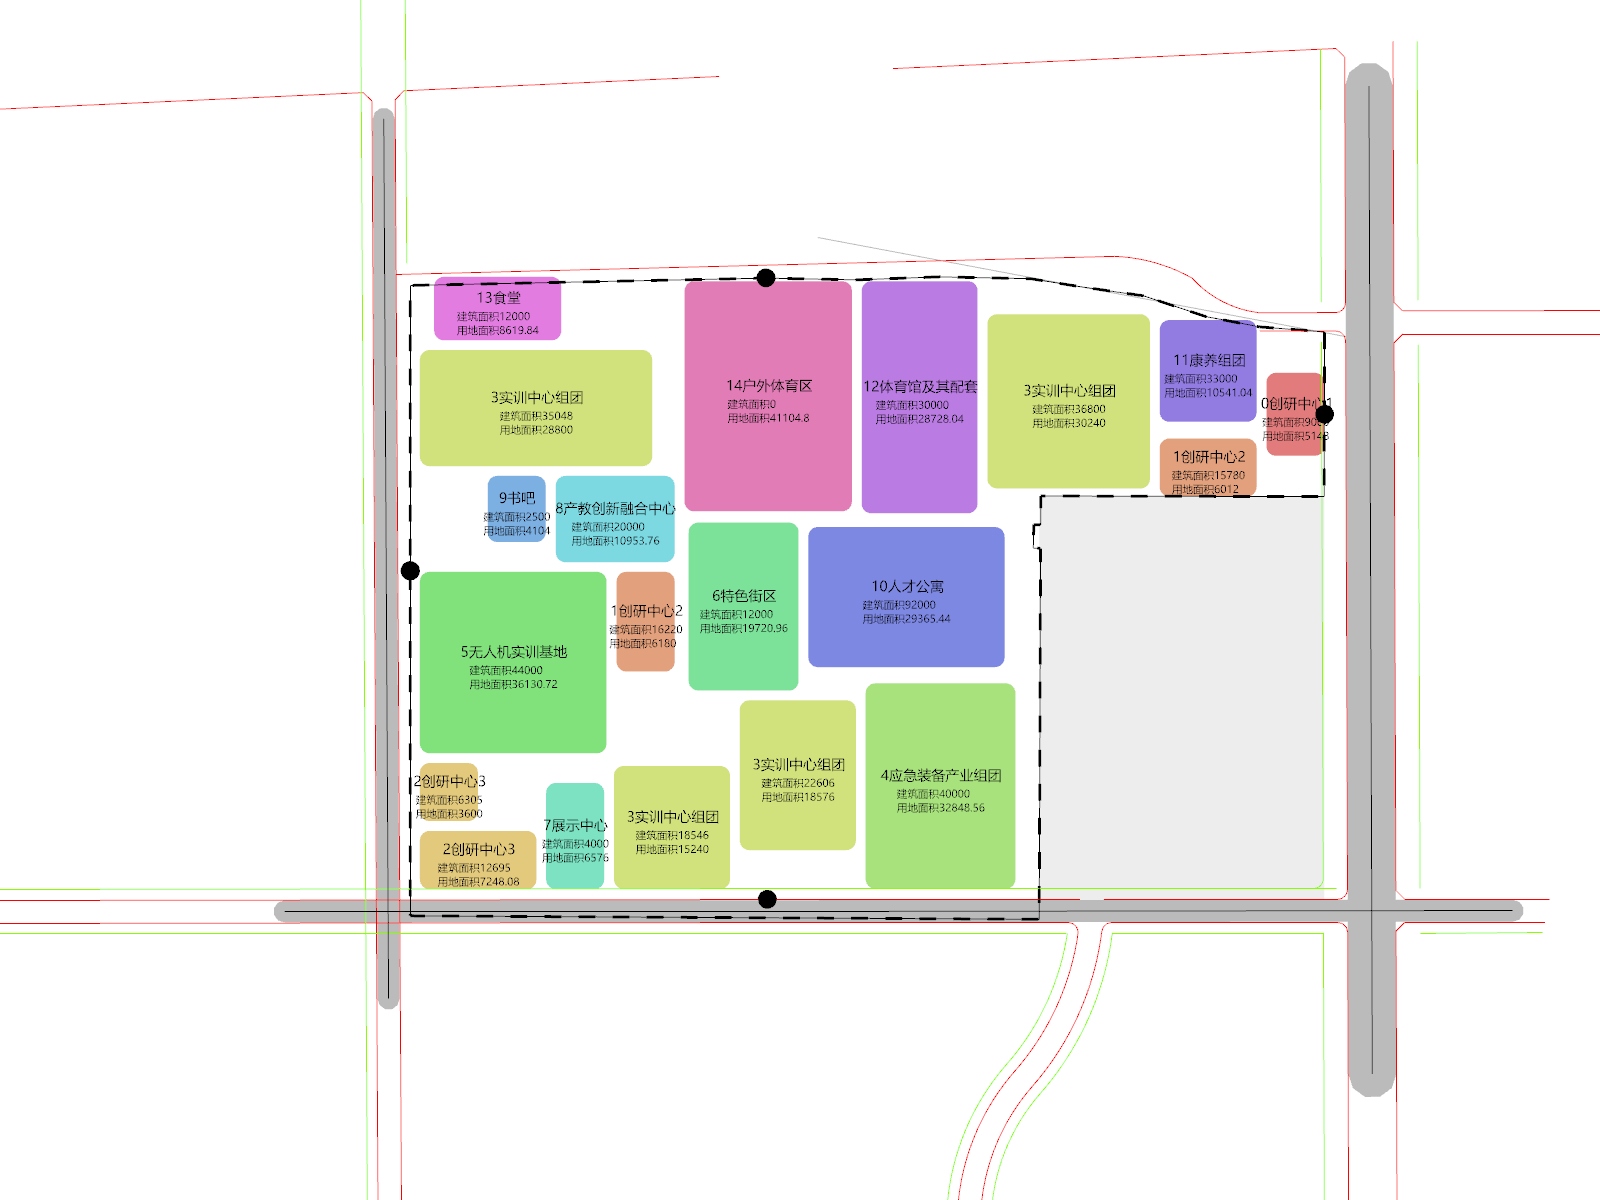 13食堂
建筑面积12000
用地面积8619.84
3实训中心组团
建筑面积35048
用地面积28800
14户外体育区
建筑面积0
用地面积41104.8
12体育馆及其配套
建筑面积30000
用地面积28728.04
3实训中心组团
建筑面积36800
用地面积30240
11康养组团
建筑面积33000
用地面积10541.04
0创研中心1
用地面积5148
1创研中心2
建筑面积15780
用地面积6012
9书吧
建筑面积2500
用地面积4104
8产教创新融合中心
建筑面积20000
用地面积10953.76
5无人机实训基地
建筑面积44000
用地面积36130.72
1创研中心2
建筑面积16220
用地面积6180
6特色街区
建筑面积12000
用地面积19720.96
10人才公寓
建筑面积92000
用地面积29365.44
2创研中心3
建筑面积6305
用地面积3600
2创研中心3
建筑面积12695
用地面积7248.08
7展示中心
建筑面积4000
用地面积6576
3实训中心组团
建筑面积18546
用地面积15240
3实训中心组团
建筑面积22606
用地面积18576
4应急装备产业组团
建筑面积40000
用地面积32848.56